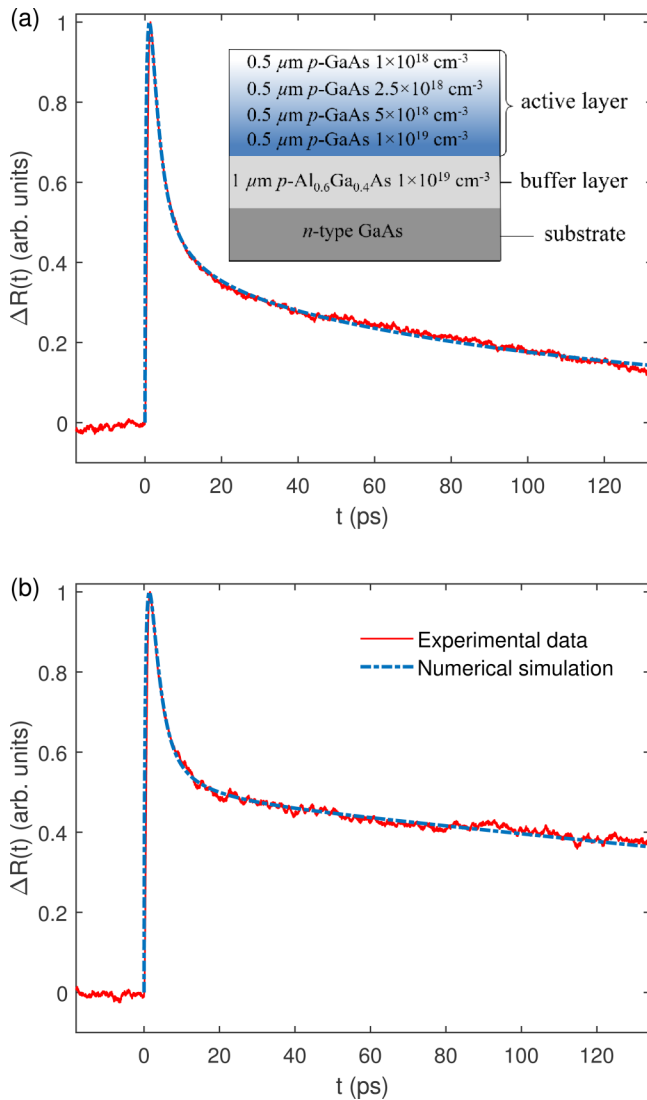 (a)
1
0.8
0.6
0.4
0.2
0
ΔR(t) (arb. units)
0.5 μm p-GaAs 1×10¹⁸ cm⁻³
0.5 μm p-GaAs 2.5×10¹⁸ cm⁻³
0.5 μm p-GaAs 5×10¹⁸ cm⁻³
0.5 μm p-GaAs 1×10¹⁹ cm⁻³
active layer
1 μm p-Al₀.₆Ga₀.₄As 1×10¹⁹ cm⁻³
buffer layer
n-type GaAs
substrate
0 20 40 60 80 100 120
t (ps)
(b)
1
0.8
0.6
0.4
0.2
0
ΔR(t) (arb. units)
Experimental data
Numerical simulation
0 20 40 60 80 100 120
t (ps)